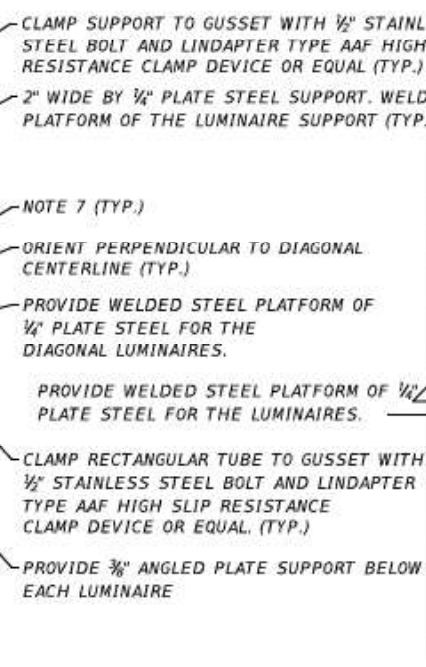 CLAMP SUPPORT TO GUSSET WITH ½" STAINL
STEEL BOLT AND LINDAPTER TYPE AAF HIGH
RESISTANCE CLAMP DEVICE OR EQUAL (TYP.)
2" WIDE BY ¼" PLATE STEEL SUPPORT. WELD
PLATFORM OF THE LUMINAIRE SUPPORT (TYP.
NOTE 7 (TYP.)
ORIENT PERPENDICULAR TO DIAGONAL
CENTERLINE (TYP.)
PROVIDE WELDED STEEL PLATFORM OF
¼" PLATE STEEL FOR THE
DIAGONAL LUMINAIRES.
PROVIDE WELDED STEEL PLATFORM OF ¼"
PLATE STEEL FOR THE LUMINAIRES.
CLAMP RECTANGULAR TUBE TO GUSSET WITH
½" STAINLESS STEEL BOLT AND LINDAPTER
TYPE AAF HIGH SLIP RESISTANCE
CLAMP DEVICE OR EQUAL. (TYP.)
PROVIDE ⅜" ANGLED PLATE SUPPORT BELOW
EACH LUMINAIRE